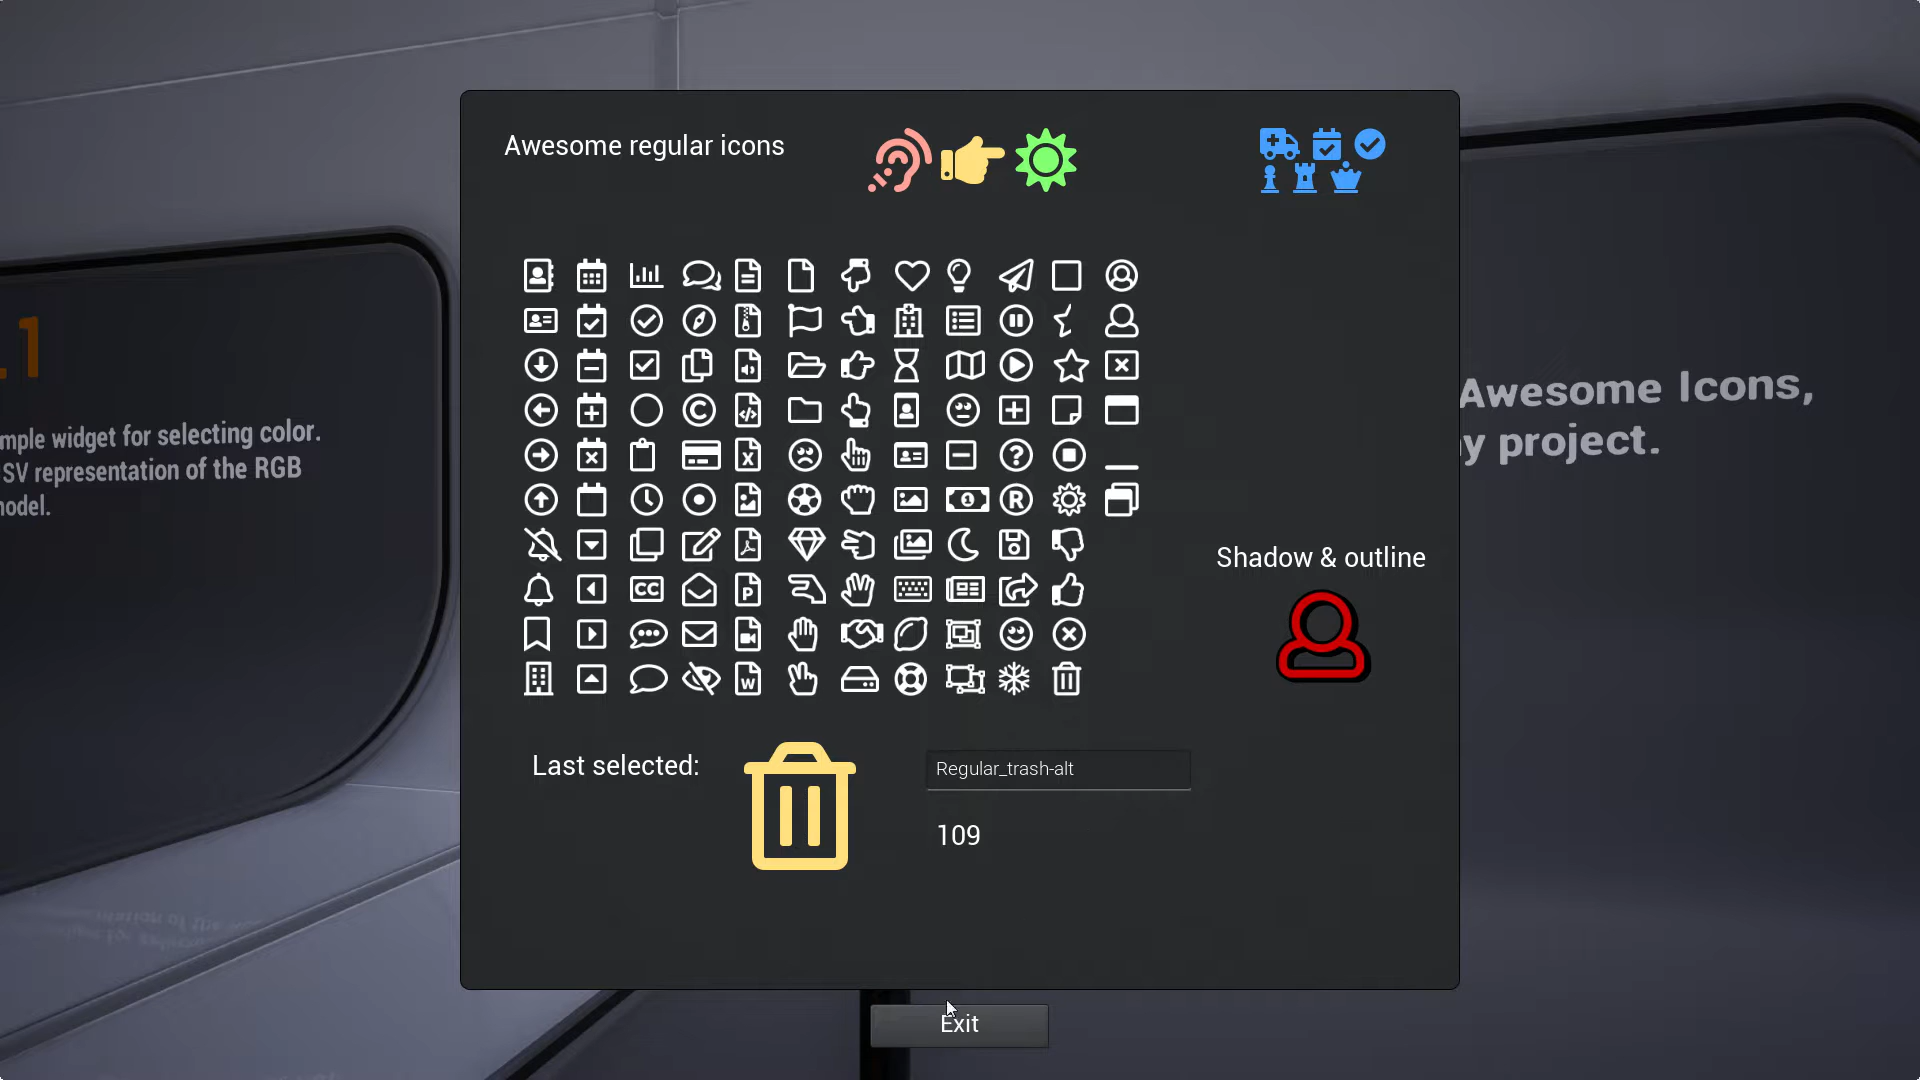 Awesome regular icons
.1
mple widget for selecting color.
SV representation of the RGB
nodel.
Awesome Icons,
y project.
Shadow & outline
Last selected:
Regular_trash-alt
109
Exit